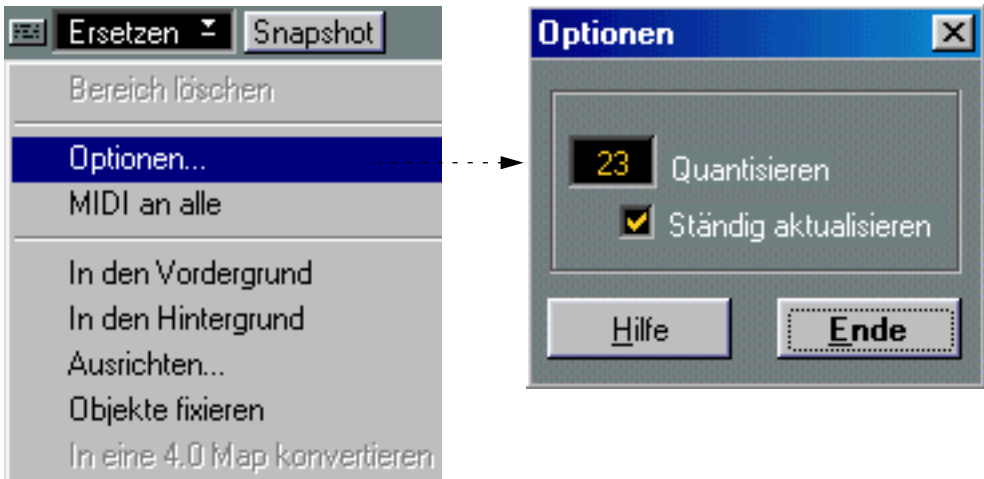 Ersetzen Snapshot
Bereich löschen
Optionen...
MIDI an alle
In den Vordergrund
In den Hintergrund
Ausrichten...
Objekte fixieren
In eine 4.0 Map konvertieren
Optionen
23 Quantisieren
Ständig aktualisieren
Hilfe Ende